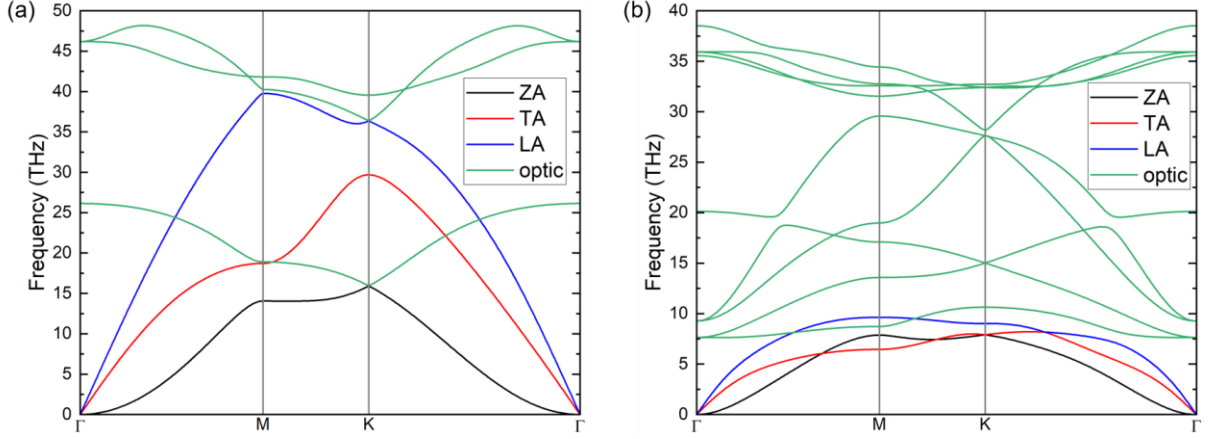 (a)
Frequency (THz)
50
45
40
35
30
25
20
15
10
5
0
Γ
M
K
Γ
ZA
TA
LA
optic
(b)
Frequency (THz)
40
35
30
25
20
15
10
5
0
Γ
M
K
Γ
ZA
TA
LA
optic